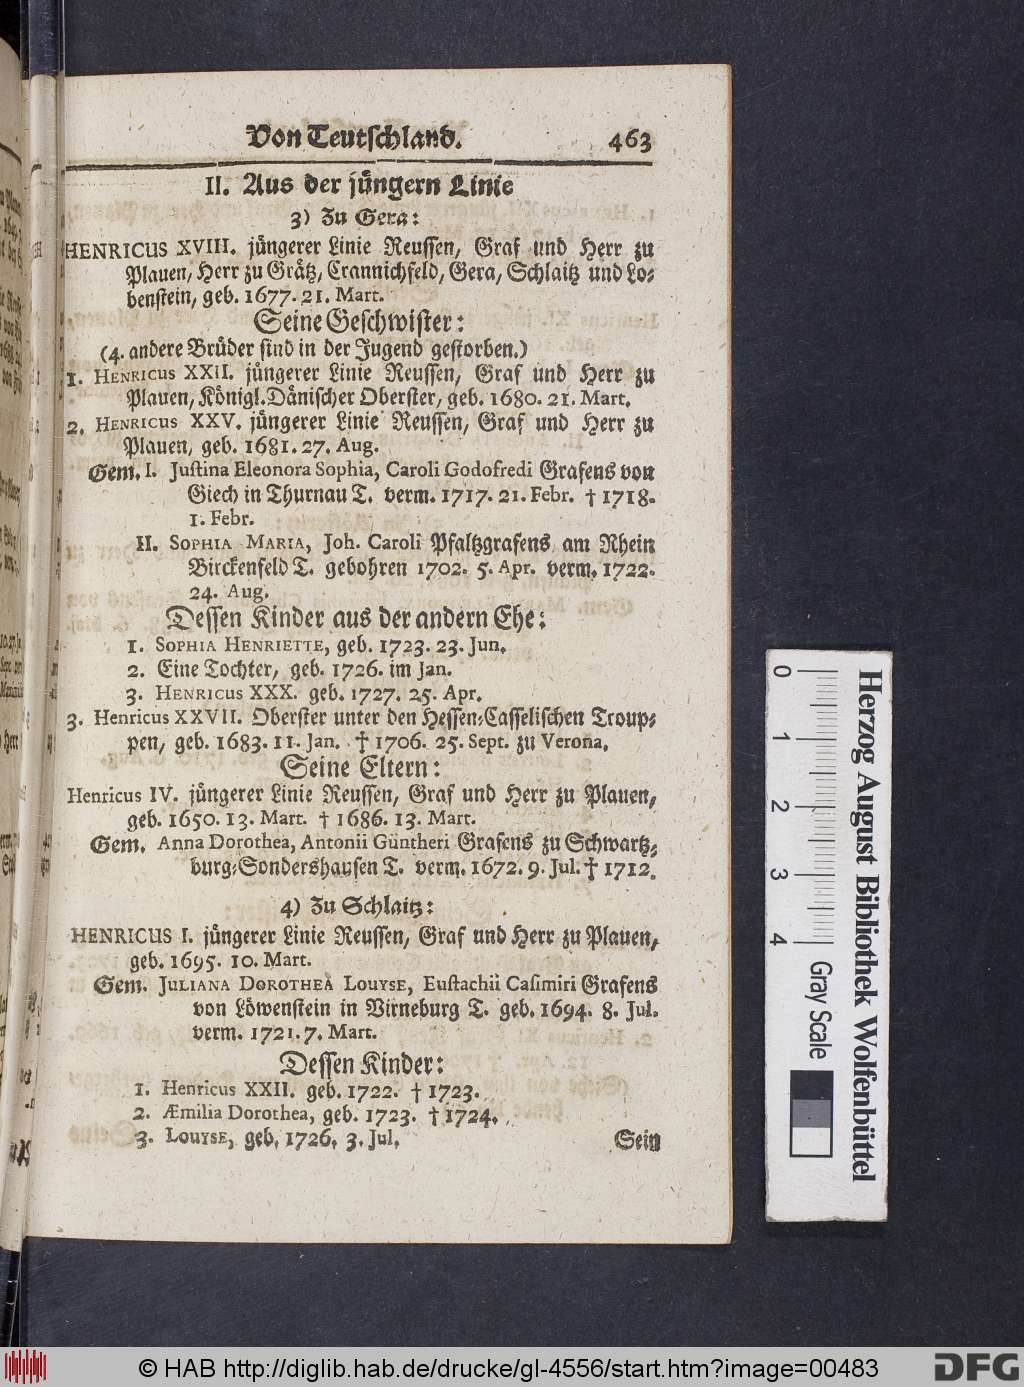 Von Teutschland. 463
II. Aus der jüngern Linie
3) Zu Gera:
HENRICUS XVIII. jüngerer Linie Reussen, Graf und Herr zu
Plauen, Herr zu Grätz, Crannichfeld, Gera, Schlaitz und Lo-
benstein, geb. 1677. 21. Mart.
Seine Geschwister:
(4. andere Brüder sind in der Jugend gestorben.)
1. HENRICUS XXII. jüngerer Linie Reussen, Graf und Herr zu
Plauen, Königl. Dänischer Oberster, geb. 1680. 21. Mart.
2. HENRICUS XXV. jüngerer Linie Reussen, Graf und Herr zu
Plauen, geb. 1681. 27. Aug.
Gem. I. Justina Eleonora Sophia, Caroli Godofredi Grafens von
Giech in Thurnau T. verm. 1717. 21. Febr. † 1718.
1. Febr.
II. SOPHIA MARIA, Joh. Caroli Pfaltzgrafens am Rhein
Birckenfeld T. gebohren 1702. 5. Apr. verm. 1722.
24. Aug.
Dessen Kinder aus der andern Ehe:
1. SOPHIA HENRIETTE, geb. 1723. 23. Jun.
2. Eine Tochter, geb. 1726. im Jan.
3. HENRICUS XXX. geb. 1727. 25. Apr.
3. Henricus XXVII. Oberster unter den Hessen-Casselischen Troup-
pen, geb. 1683. 11. Jan. † 1706. 25. Sept. zu Verona.
Seine Eltern:
Henricus IV. jüngerer Linie Reussen, Graf und Herr zu Plauen,
geb. 1650. 13. Mart. † 1686. 13. Mart.
Gem. Anna Dorothea, Antonii Güntheri Grafens zu Schwartz-
burg-Sondershausen T. verm. 1672. 9. Jul. † 1712.
4) Zu Schlaitz:
HENRICUS I. jüngerer Linie Reussen, Graf und Herr zu Plauen,
geb. 1695. 10. Mart.
Gem. JULIANA DOROTHEA LOUYSE, Eustachii Casimiri Grafens
von Löwenstein in Virneburg T. geb. 1694. 8. Jul.
verm. 1721. 7. Mart.
Dessen Kinder:
1. Henricus XXII. geb. 1722. † 1723.
2. Æmilia Dorothea, geb. 1723. † 1724.
3. LOUYSE, geb. 1726. 3. Jul.
Sein
0 1 2 3 4
Herzog August Bibliothek Wolfenbüttel
Gray Scale
© HAB http://diglib.hab.de/drucke/gl-4556/start.htm?image=00483
DFG